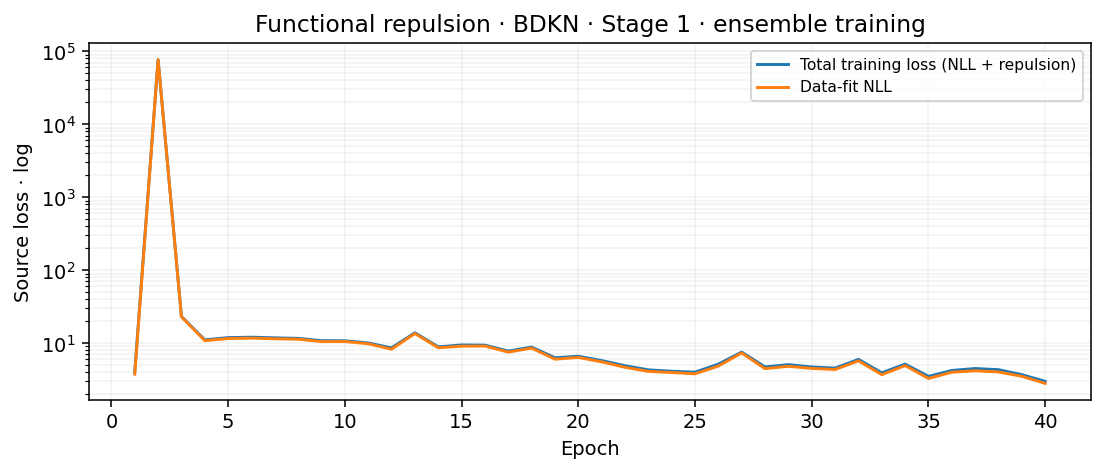 Functional repulsion · BDKN · Stage 1 · ensemble training
Total training loss (NLL + repulsion)
Data-fit NLL
Source loss · log
10^5
10^4
10^3
10^2
10^1
0 5 10 15 20 25 30 35 40
Epoch